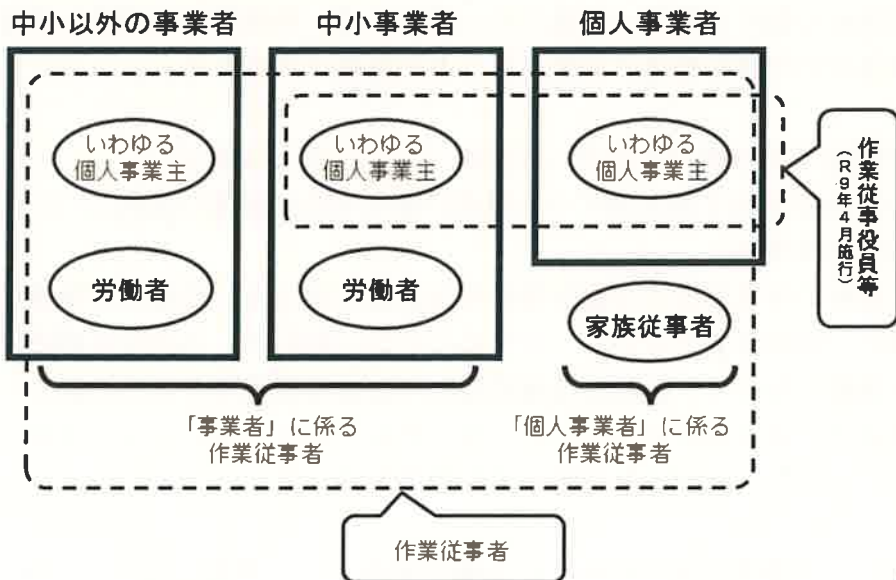 中小以外の事業者
中小事業者
個人事業者
いわゆる
個人事業主
いわゆる
個人事業主
いわゆる
個人事業主
作業従事役員等
（R9年4月施行）
労働者
労働者
家族従事者
「事業者」に係る
作業従事者
「個人事業者」に係る
作業従事者
作業従事者